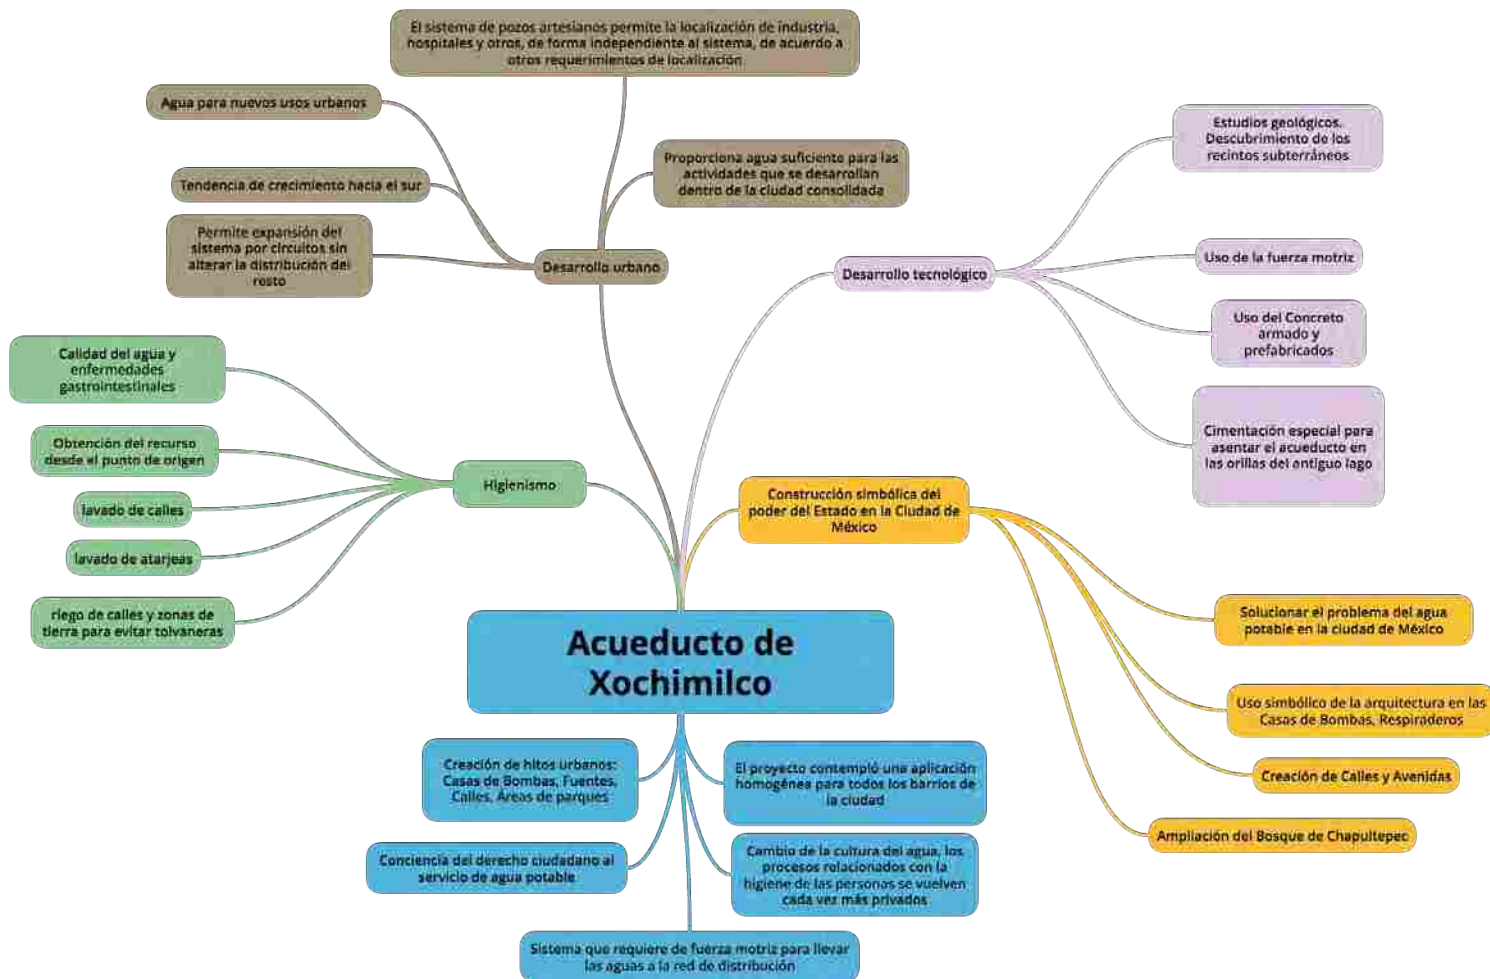 El sistema de pozos artesianos permite la localización de industria,
hospitales y otros, de forma independiente al sistema, de acuerdo a
otros requerimientos de localización
Agua para nuevos usos urbanos
Proporciona agua suficiente para las
actividades que se desarrollan
dentro de la ciudad consolidada
Tendencia de crecimiento hacia el sur
Permite expansión del
sistema por circuitos sin
alterar la distribución del
resto
Desarrollo urbano
Estudios geológicos.
Descubrimiento de los
recintos subterráneos
Uso de la fuerza motriz
Desarrollo tecnológico
Uso del Concreto
armado y
prefabricados
Cimentación especial para
asentar el acueducto en
las orillas del antiguo lago
Calidad del agua y
enfermedades
gastrointestinales
Obtención del recurso
desde el punto de origen
Higienismo
lavado de calles
lavado de atarjeas
riego de calles y zonas de
tierra para evitar tolvaneras
Construcción simbólica del
poder del Estado en la Ciudad de
México
Solucionar el problema del agua
potable en la ciudad de México
Uso simbólico de la arquitectura en las
Casas de Bombas, Respiraderos
Creación de Calles y Avenidas
Ampliación del Bosque de Chapultepec
Acueducto de
Xochimilco
Creación de hitos urbanos:
Casas de Bombas, Fuentes,
Calles, Áreas de parques
El proyecto contempló una aplicación
homogénea para todos los barrios de
la ciudad
Conciencia del derecho ciudadano al
servicio de agua potable
Cambio de la cultura del agua, los
procesos relacionados con la
higiene de las personas se vuelven
cada vez más privados
Sistema que requiere de fuerza motriz para llevar
las aguas a la red de distribución